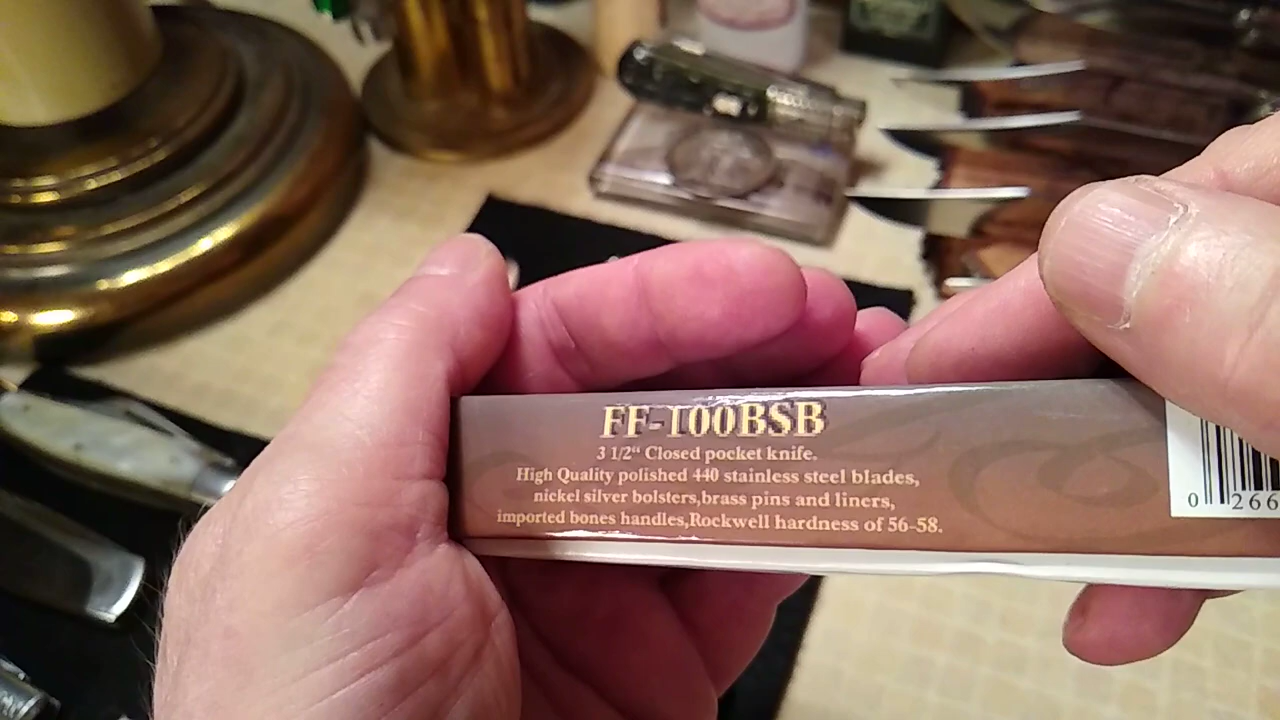 FF-100BSB
3 1/2“ Closed pocket knife.
High Quality polished 440 stainless steel blades,
nickel silver bolsters,brass pins and liners,
imported bones handles,Rockwell hardness of 56-58.
0 266